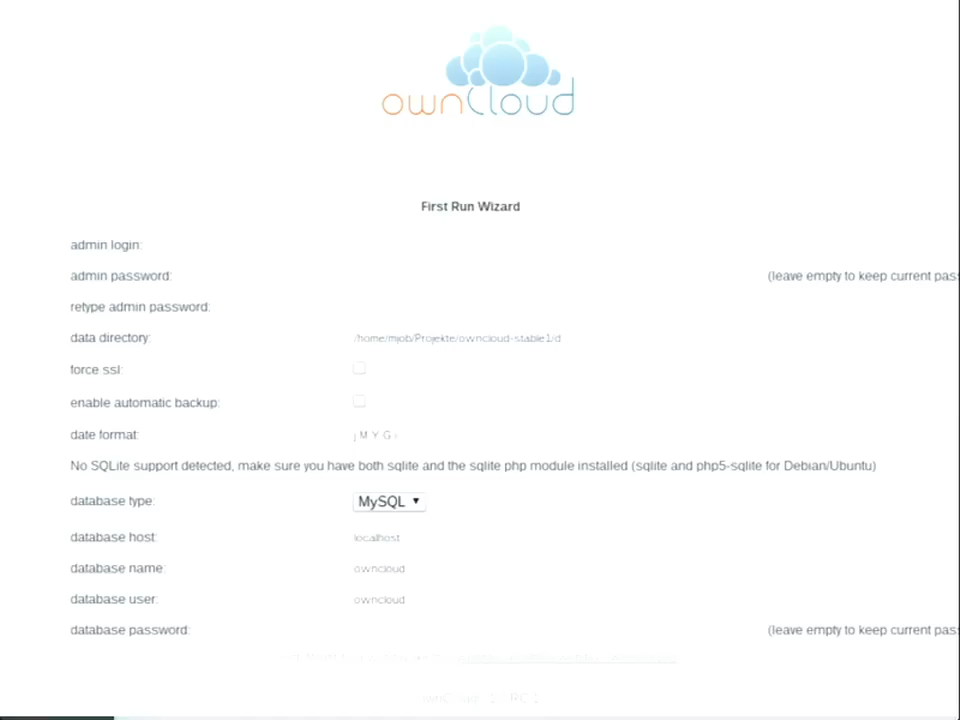 ownCloud
First Run Wizard
admin login:
admin password: (leave empty to keep current pas
retype admin password:
data directory: /home/mjob/Projekte/owncloud-stable1/d
force ssl:
enable automatic backup:
date format: j M Y G
No SQLite support detected, make sure you have both sqlite and the sqlite php module installed (sqlite and php5-sqlite for Debian/Ubuntu)
database type: MySQL
database host: localhost
database name: owncloud
database user: owncloud
database password: (leave empty to keep current pas